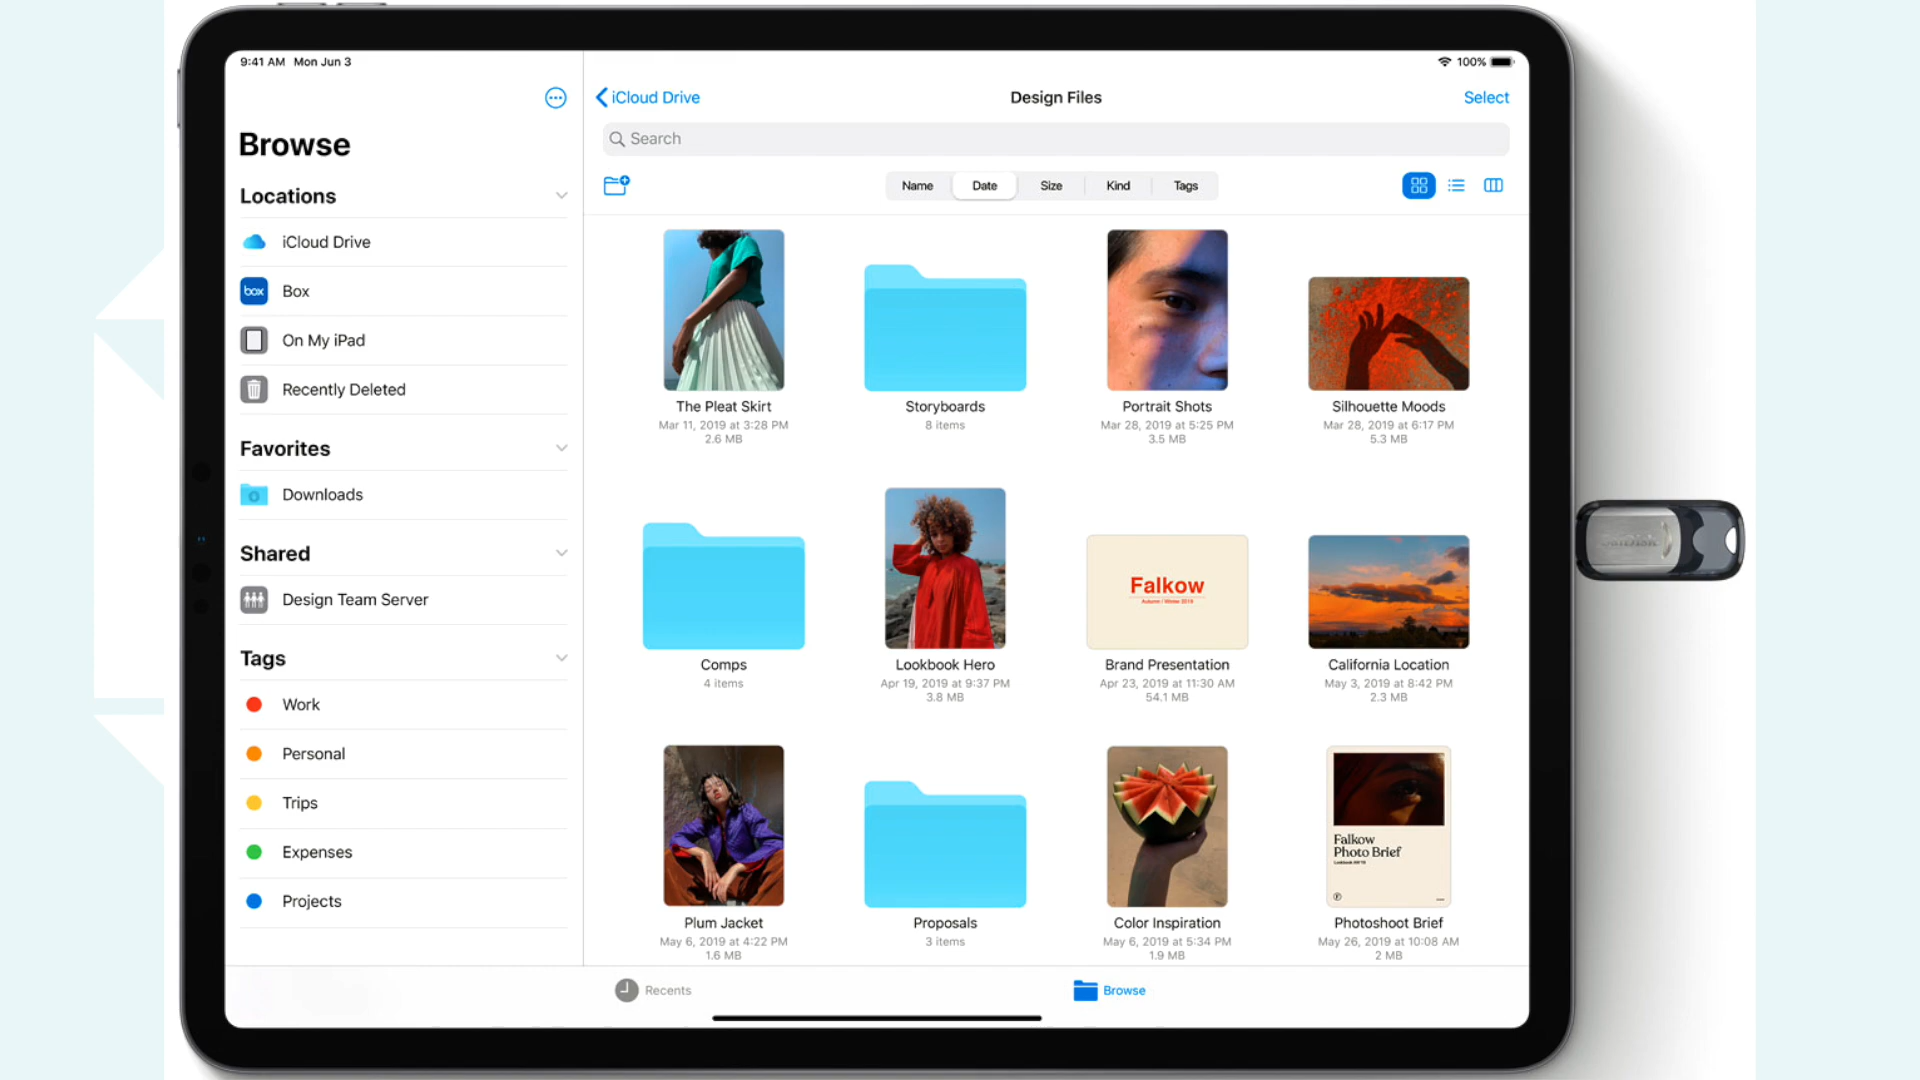 9:41 AM Mon Jun 3
100%
Browse
Locations
iCloud Drive
box
Box
On My iPad
Recently Deleted
Favorites
Downloads
Shared
Design Team Server
Tags
Work
Personal
Trips
Expenses
Projects
iCloud Drive
Design Files
Select
Search
Name
Date
Size
Kind
Tags
The Pleat Skirt
Mar 11, 2019 at 3:28 PM
2.6 MB
Storyboards
8 items
Portrait Shots
Mar 28, 2019 at 5:25 PM
3.5 MB
Silhouette Moods
Mar 28, 2019 at 6:17 PM
5.3 MB
Comps
4 items
Lookbook Hero
Apr 19, 2019 at 9:37 PM
3.8 MB
Falkow
Autumn / Winter 2019
Brand Presentation
Apr 23, 2019 at 11:30 AM
54.1 MB
California Location
May 3, 2019 at 8:42 PM
2.3 MB
Plum Jacket
May 6, 2019 at 4:22 PM
1.6 MB
Proposals
3 items
Color Inspiration
May 6, 2019 at 5:34 PM
1.9 MB
Falkow
Photo Brief
Photoshoot Brief
May 26, 2019 at 10:08 AM
2 MB
Recents
Browse
SanDisk